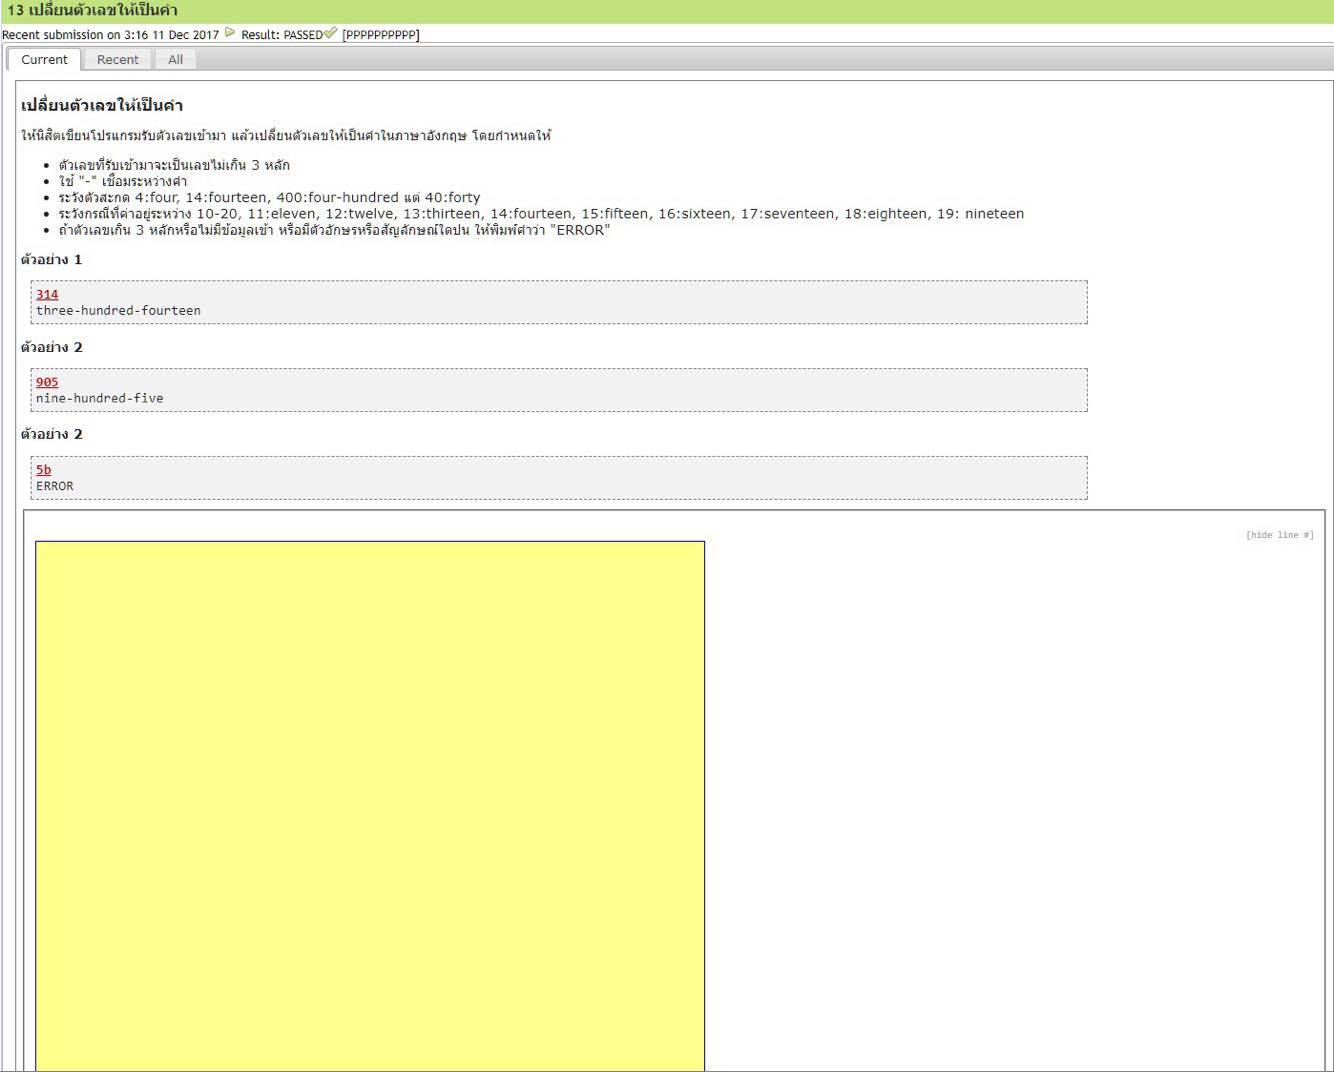 13 เปลี่ยนตัวเลขให้เป็นคำ
Recent submission on 3:16 11 Dec 2017 Result: PASSED [PPPPPPPPPP]
Current Recent All
เปลี่ยนตัวเลขให้เป็นคำ
ให้นิสิตเขียนโปรแกรมรับตัวเลขเข้ามา แล้วเปลี่ยนตัวเลขให้เป็นคำในภาษาอังกฤษ โดยกำหนดให้
• ตัวเลขที่รับเข้ามาจะเป็นเลขไม่เกิน 3 หลัก
• ใช้ "-" เชื่อมระหว่างคำ
• ระวังตัวสะกด 4:four, 14:fourteen, 400:four-hundred แต่ 40:forty
• ระวังกรณีที่ค่าอยู่ระหว่าง 10-20, 11:eleven, 12:twelve, 13:thirteen, 14:fourteen, 15:fifteen, 16:sixteen, 17:seventeen, 18:eighteen, 19: nineteen
• ถ้าตัวเลขเกิน 3 หลักหรือไม่มีข้อมูลเข้า หรือมีตัวอักษรหรือสัญลักษณ์ใดปน ให้พิมพ์คำว่า "ERROR"
ตัวอย่าง 1
314
three-hundred-fourteen
ตัวอย่าง 2
905
nine-hundred-five
ตัวอย่าง 2
5b
ERROR
[hide line #]